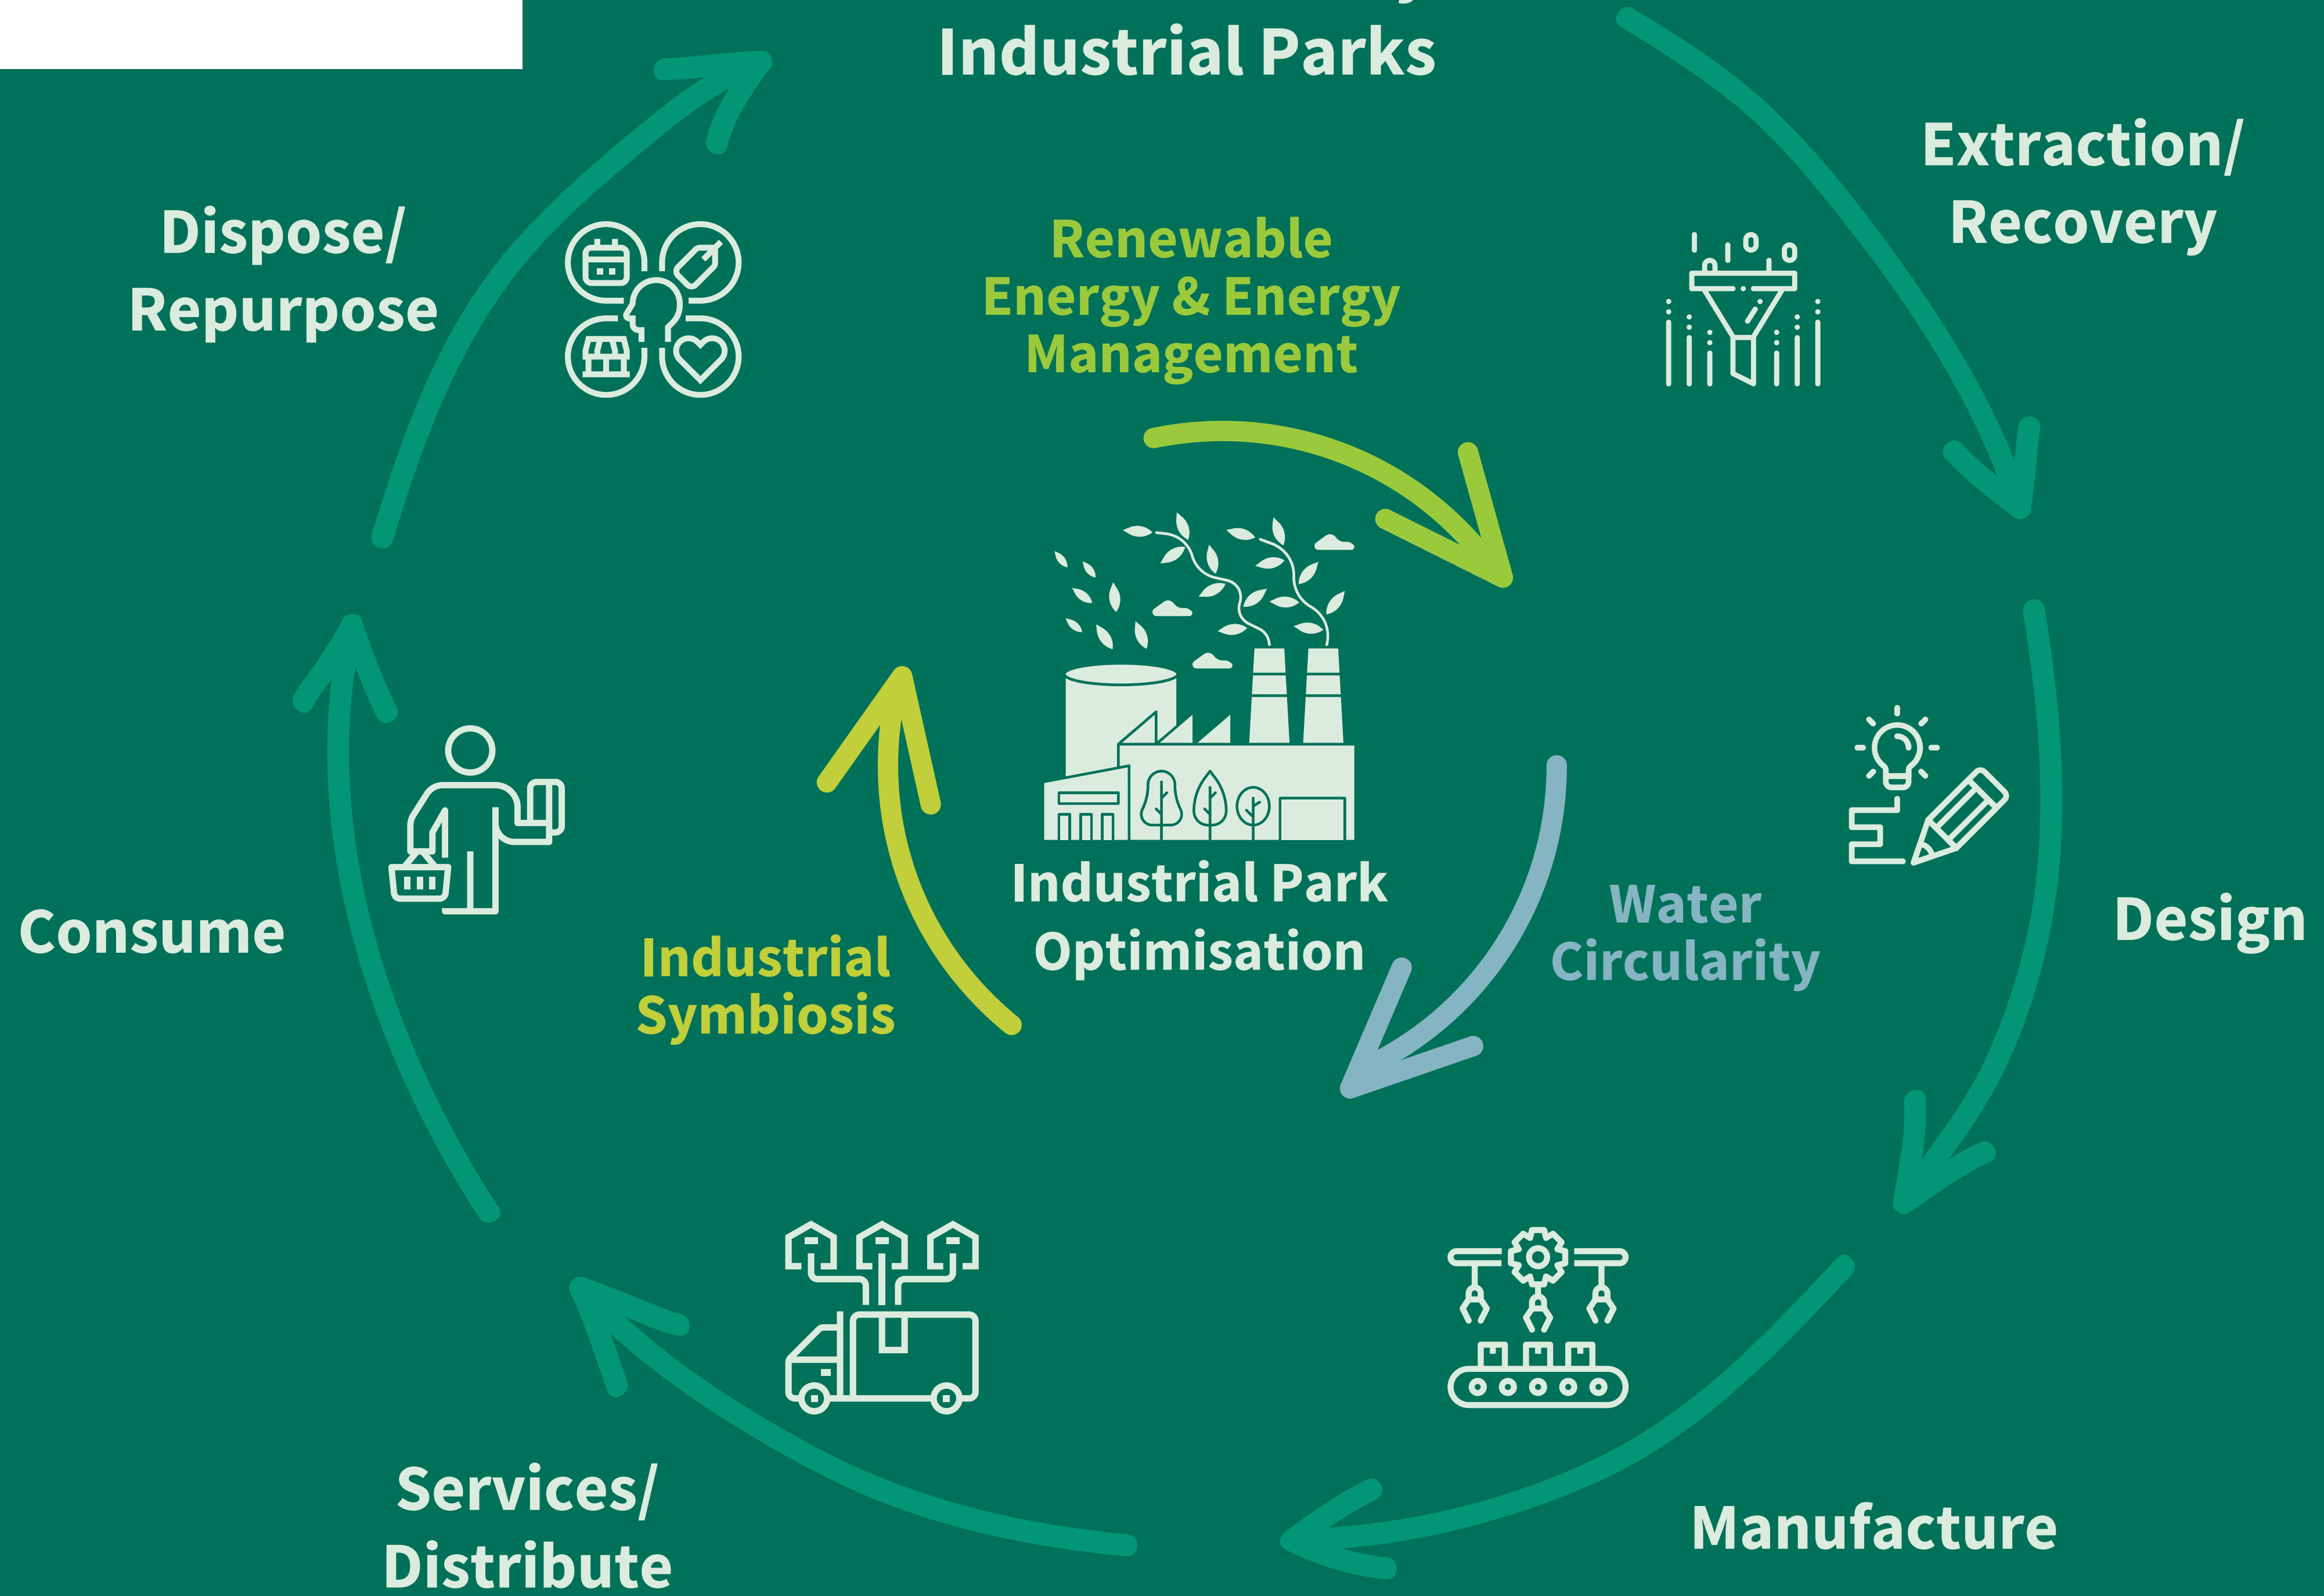 Industrial Parks
Extraction/
Recovery
Dispose/
Repurpose
Renewable
Energy & Energy
Management
Industrial Park
Optimisation
Water
Circularity
Design
Consume
Industrial
Symbiosis
Services/
Distribute
Manufacture